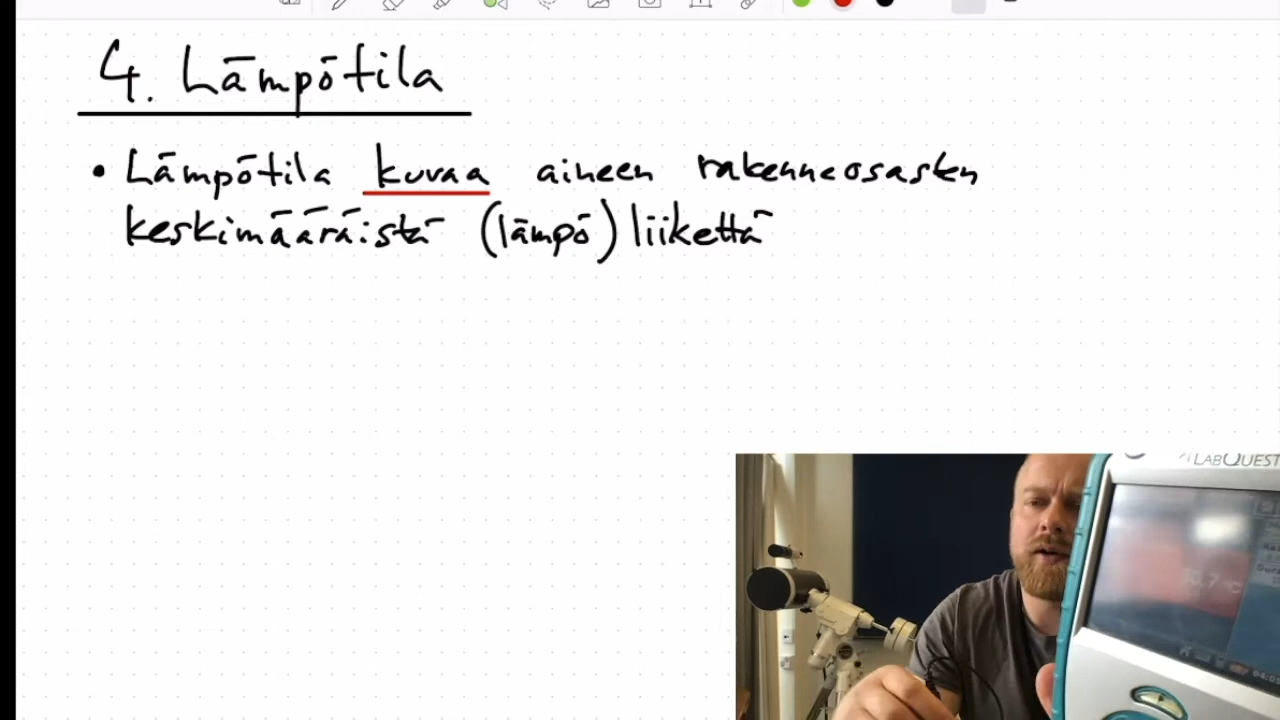 4. Lämpötila
• Lämpötila kuvaa aineen rakenneosasten
keskimääräistä (lämpö)liikettä
LABQUEST